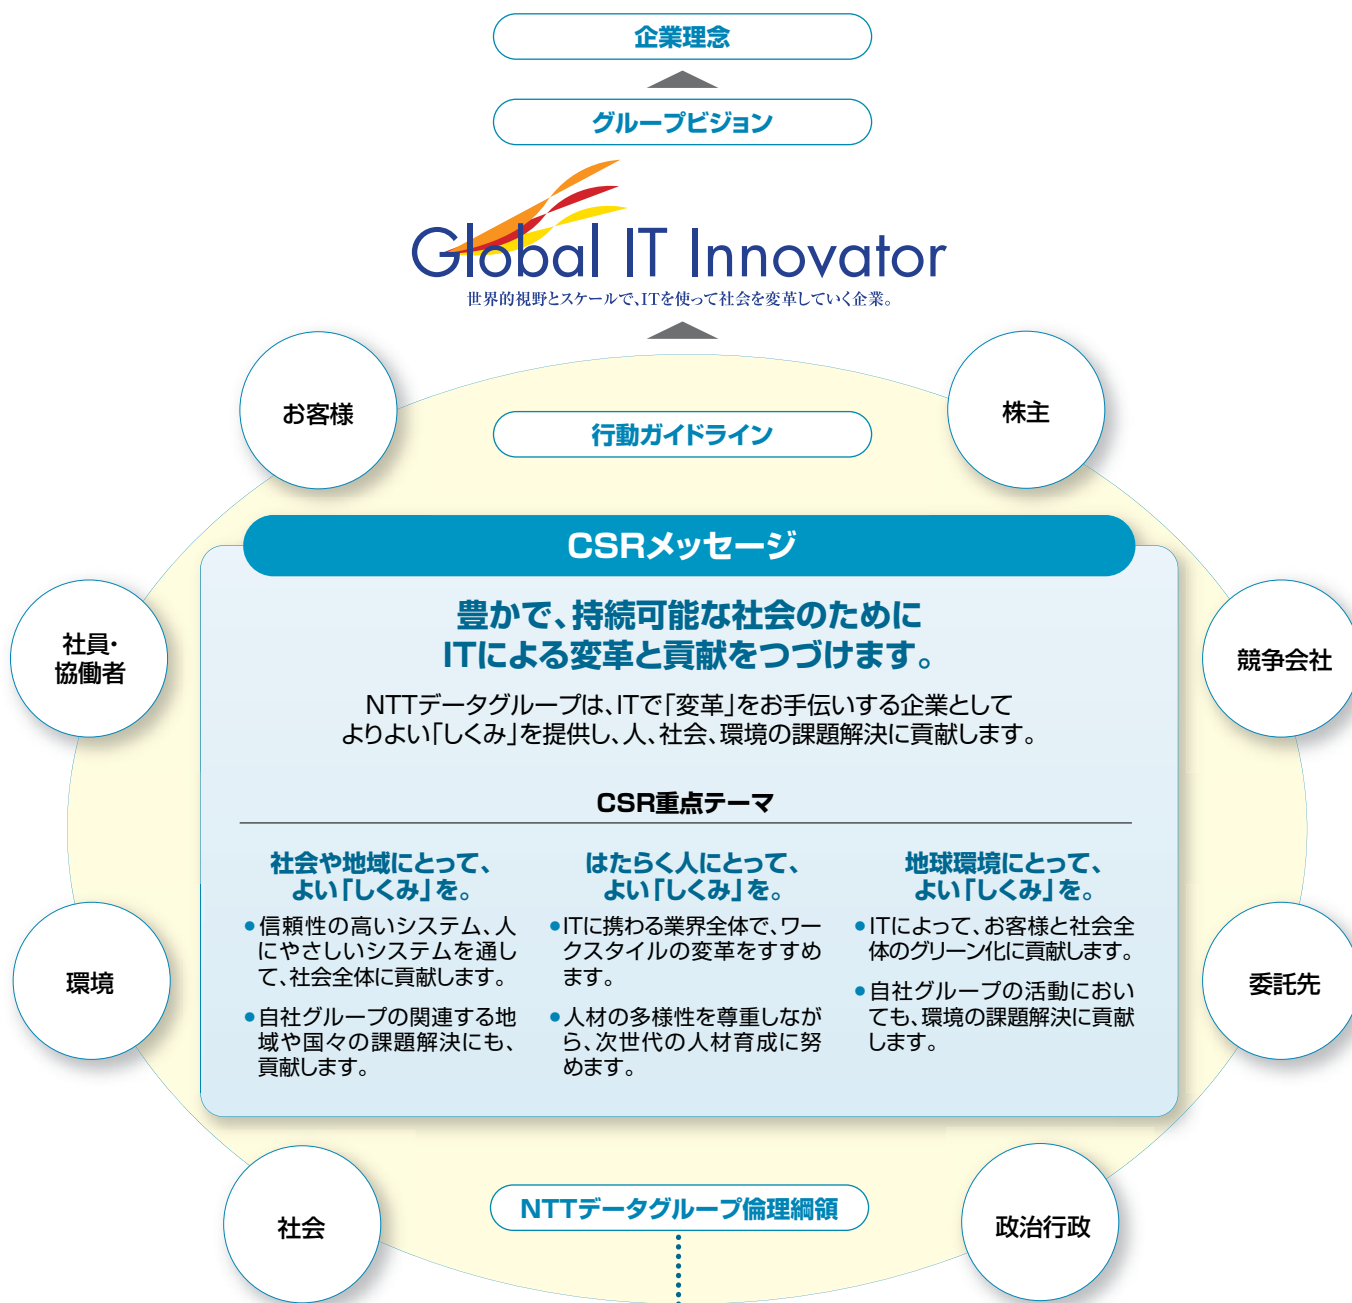 企業理念
グループビジョン
Global IT Innovator
世界的視野とスケールで、ITを使って社会を変革していく企業。
お客様
株主
行動ガイドライン
CSRメッセージ
豊かで、持続可能な社会のために
ITによる変革と貢献をつづけます。
社員・
協働者
競争会社
NTTデータグループは、ITで「変革」をお手伝いする企業として
よりよい「しくみ」を提供し、人、社会、環境の課題解決に貢献します。
CSR重点テーマ
社会や地域にとって、
よい「しくみ」を。
●信頼性の高いシステム、人
にやさしいシステムを通し
て、社会全体に貢献します。
●自社グループの関連する地
域や国々の課題解決にも、
貢献します。
はたらく人にとって、
よい「しくみ」を。
●ITに携わる業界全体で、ワー
クスタイルの変革をすすめ
ます。
●人材の多様性を尊重しなが
ら、次世代の人材育成に努
めます。
地球環境にとって、
よい「しくみ」を。
●ITによって、お客様と社会全
体のグリーン化に貢献します。
●自社グループの活動におい
ても、環境の課題解決に貢献
します。
環境
委託先
社会
NTTデータグループ倫理綱領
政治行政